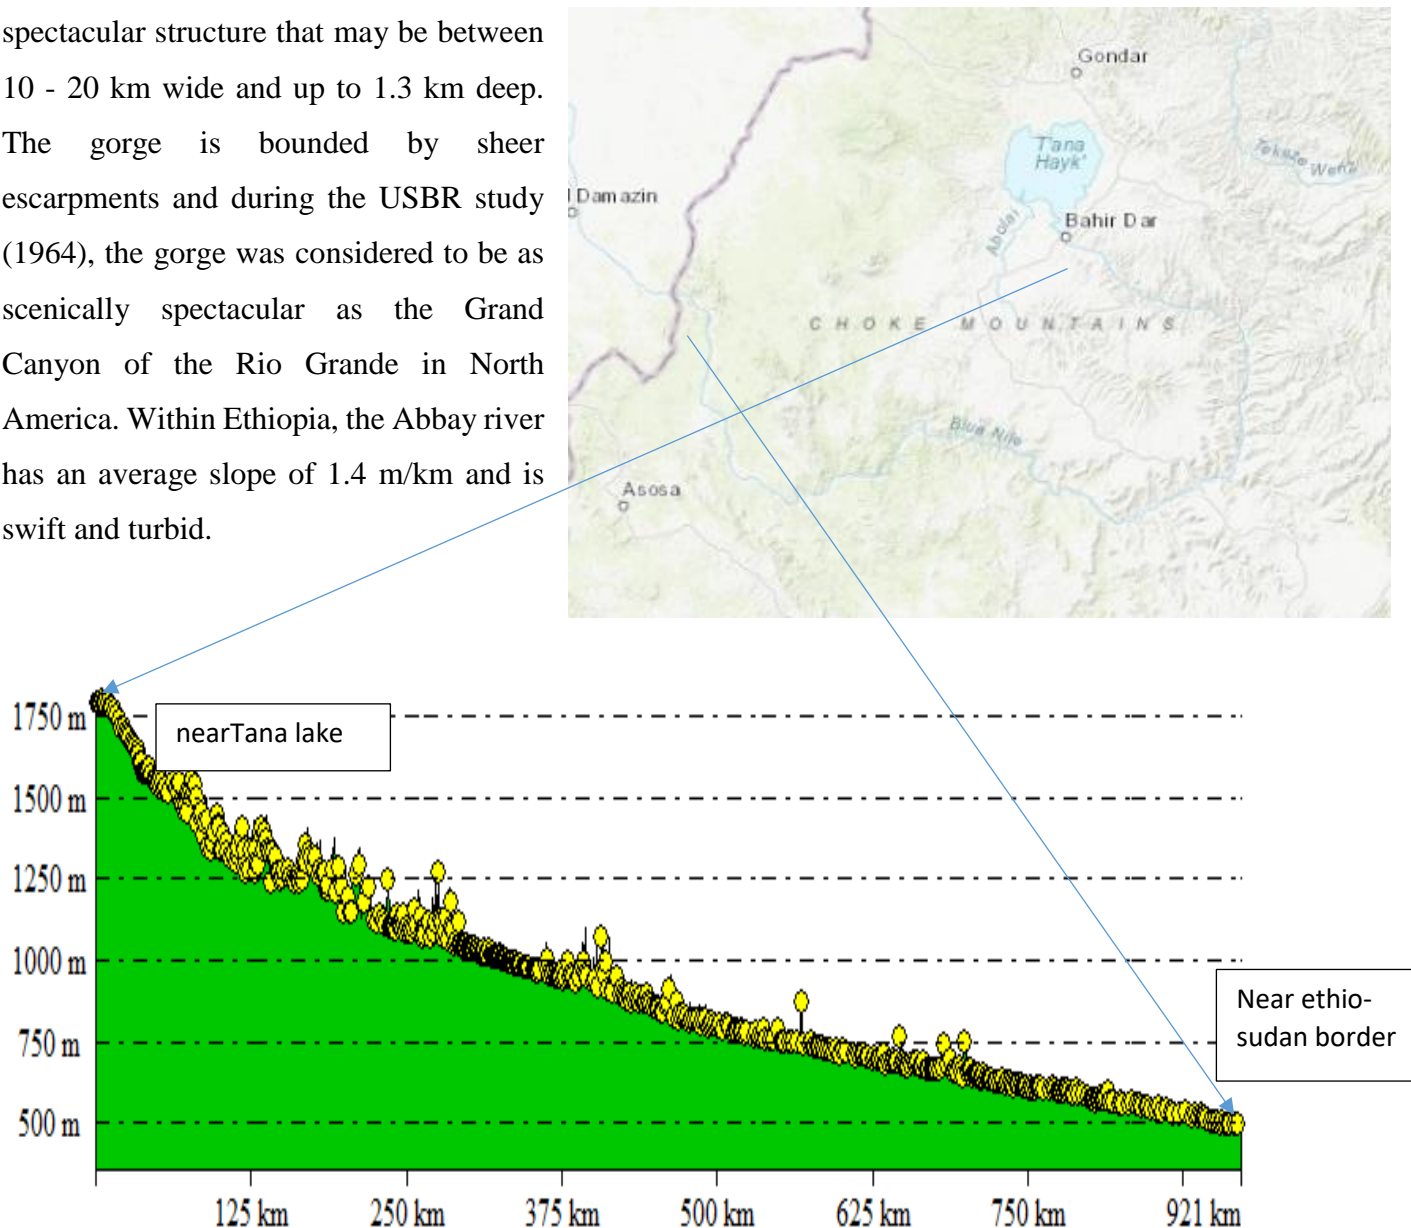 spectacular structure that may be between
10 - 20 km wide and up to 1.3 km deep.
The gorge is bounded by sheer
escarpments and during the USBR study
(1964), the gorge was considered to be as
scenically spectacular as the Grand
Canyon of the Rio Grande in North
America. Within Ethiopia, the Abbay river
has an average slope of 1.4 m/km and is
swift and turbid.
Gondar
T'ana
Hayk'
Tekeze Wenz
Damazin
Abolai
Bahir Dar
CHOKE MOUNTAINS
Blue Nile
Asosa
1750 m
nearTana lake
1500 m
1250 m
1000 m
Near ethio-
sudan border
750 m
500 m
125 km 250 km 375 km 500 km 625 km 750 km 921 km